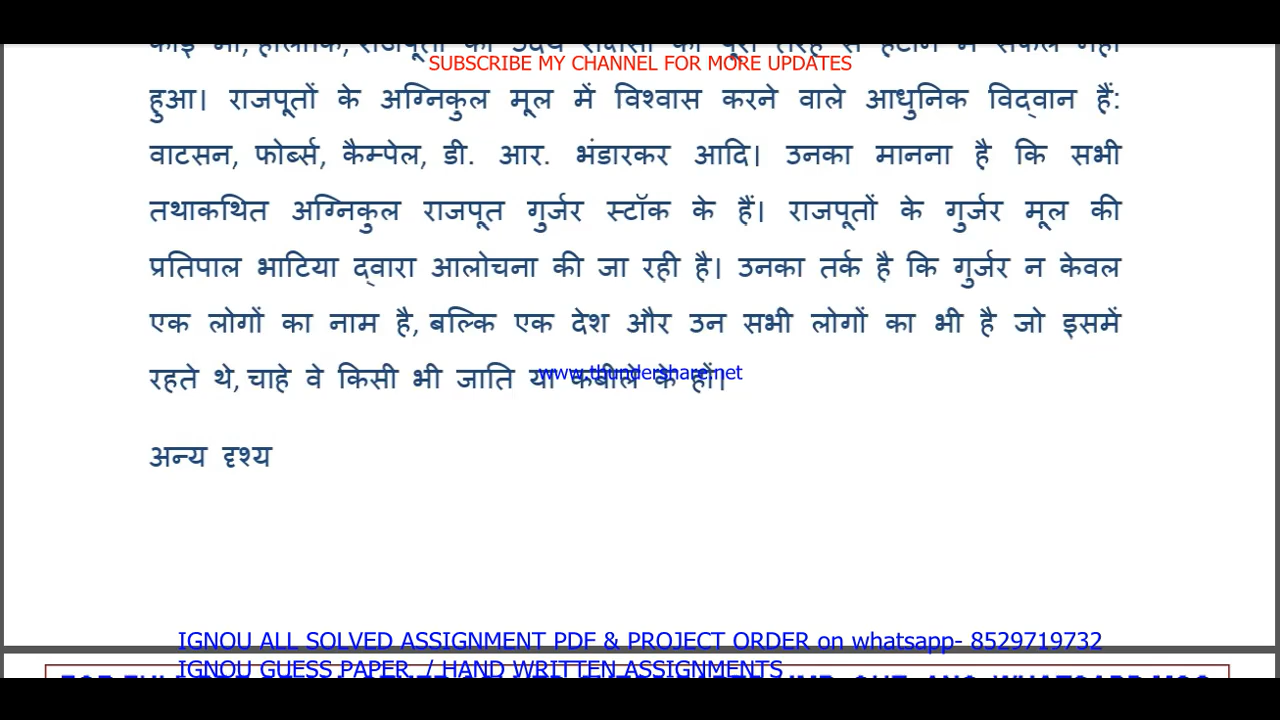 SUBSCRIBE MY CHANNEL FOR MORE UPDATES
हुआ। राजपूतों के अग्निकुल मूल में विश्वास करने वाले आधुनिक विद्वान हैं:
वाटसन, फोर्ब्स, कैम्पेल, डी. आर. भंडारकर आदि। उनका मानना है कि सभी
तथाकथित अग्निकुल राजपूत गुर्जर स्टॉक के हैं। राजपूतों के गुर्जर मूल की
प्रतिपाल भाटिया द्वारा आलोचना की जा रही है। उनका तर्क है कि गुर्जर न केवल
एक लोगों का नाम है, बल्कि एक देश और उन सभी लोगों का भी है जो इसमें
रहते थे, चाहे वे किसी भी जाति या कबीले के हों।
www.thundershare.net
अन्य दृश्य
IGNOU ALL SOLVED ASSIGNMENT PDF & PROJECT ORDER on whatsapp- 8529719732
IGNOU GUESS PAPER / HAND WRITTEN ASSIGNMENTS